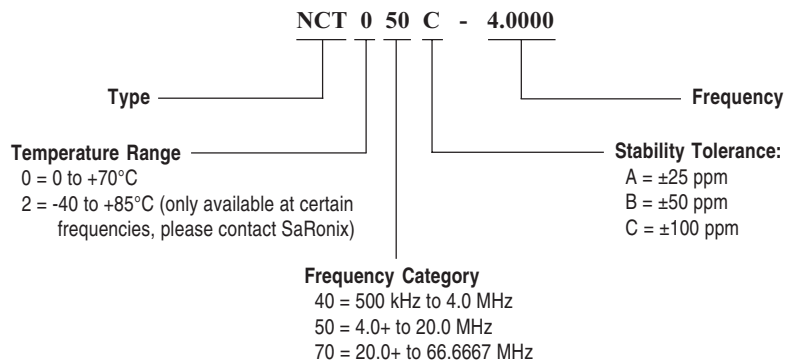 NCT 0 50 C - 4.0000
Type
Frequency
Temperature Range
0 = 0 to +70°C
2 = -40 to +85°C (only available at certain
frequencies, please contact SaRonix)
Stability Tolerance:
A = ±25 ppm
B = ±50 ppm
C = ±100 ppm
Frequency Category
40 = 500 kHz to 4.0 MHz
50 = 4.0+ to 20.0 MHz
70 = 20.0+ to 66.6667 MHz